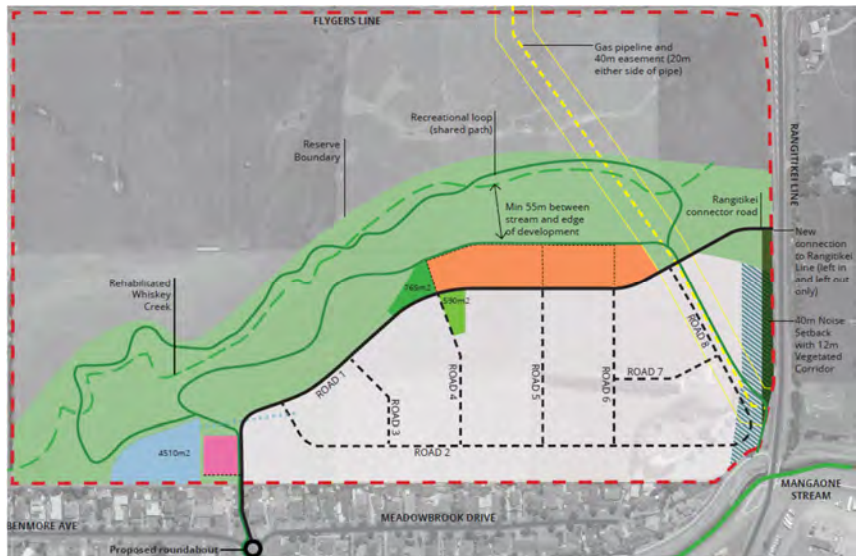 FLYGERS LINE
Gas pipeline and
40m easement (20m
either side of pipe)
Recreational loop
(shared path)
Reserve
Boundary
RANGITIKEI LINE
Min 55m between
stream and edge
of development
Rangitikei
connector road
New
connection
to Rangitikei
Line (left in
and left out
only)
Rehabilisated
Whiskey
Creek
765m2
590m2
40m Noise
Setback
with 12m
Vegetated
Corridor
ROAD 8
ROAD 1
ROAD 3
ROAD 4
ROAD 5
ROAD 6
ROAD 7
ROAD 2
4510m2
MANGAONE
STREAM
BENMORE AVE
MEADOWBROOK DRIVE
Proposed roundabout